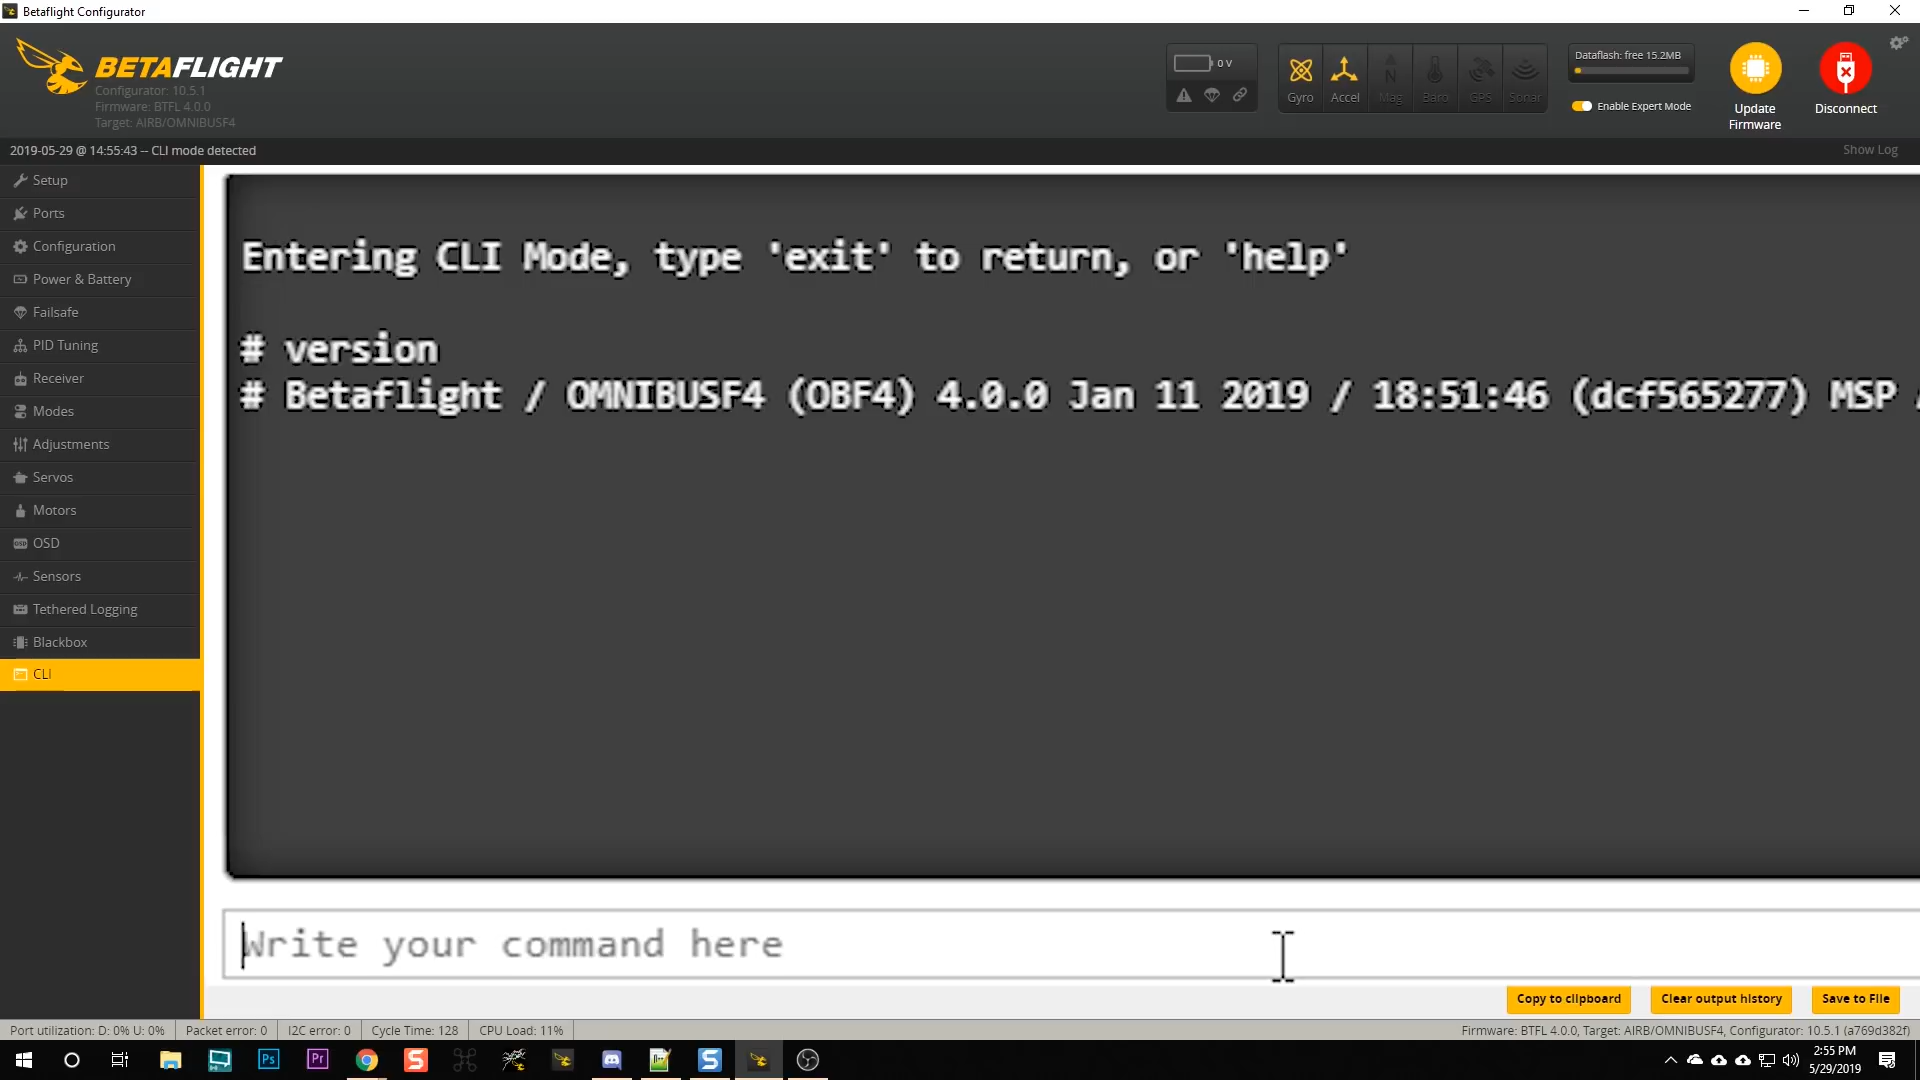 Betaflight Configurator
BETAFLIGHT
Configurator: 10.5.1
Firmware: BTFL 4.0.0
Target: AIRB/OMNIBUSF4
0 V
Gyro
Accel
Mag
Baro
GPS
Sonar
Dataflash: free 15.2MB
Enable Expert Mode
Update
Firmware
Disconnect
2019-05-29 @ 14:55:43 -- CLI mode detected
Show Log
Setup
Ports
Configuration
Power & Battery
Failsafe
PID Tuning
Receiver
Modes
Adjustments
Servos
Motors
OSD
Sensors
Tethered Logging
Blackbox
CLI
Entering CLI Mode, type 'exit' to return, or 'help'
# version
# Betaflight / OMNIBUSF4 (OBF4) 4.0.0 Jan 11 2019 / 18:51:46 (dcf565277) MSP
Write your command here
Copy to clipboard
Clear output history
Save to File
Port utilization: D: 0% U: 0%
Packet error: 0
I2C error: 0
Cycle Time: 128
CPU Load: 11%
Firmware: BTFL 4.0.0, Target: AIRB/OMNIBUSF4, Configurator: 10.5.1 (a769d382f)
Ps
Pr
S
S
2:55 PM
5/29/2019